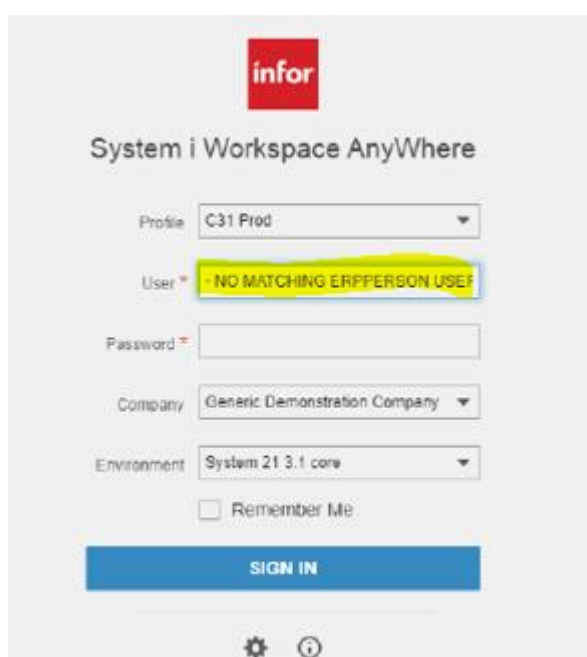 infor
System i Workspace AnyWhere
Profile C31 Prod
User * - NO MATCHING ERPPERSON USER
Password *
Company Generic Demonstration Company
Environment System 21 3.1 core
Remember Me
SIGN IN